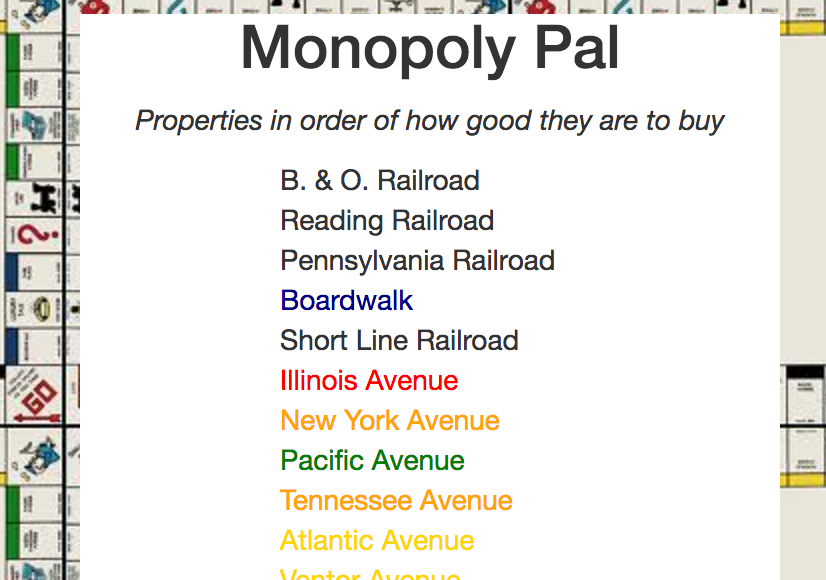 Monopoly Pal
Properties in order of how good they are to buy
B. & O. Railroad
Reading Railroad
Pennsylvania Railroad
Boardwalk
Short Line Railroad
Illinois Avenue
New York Avenue
Pacific Avenue
Tennessee Avenue
Atlantic Avenue
GO